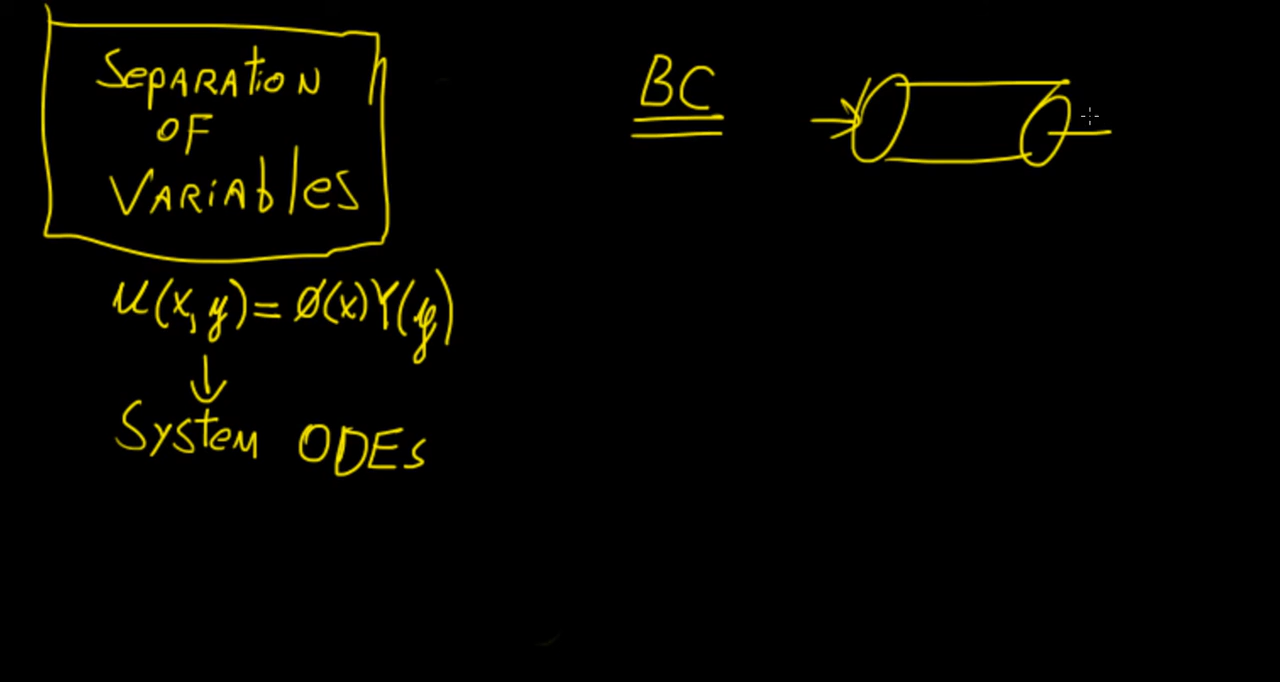 SEPARATION
OF
VARIABLES
u(x,y)=ø(x)Y(y)
SYSTEM ODEs
BC